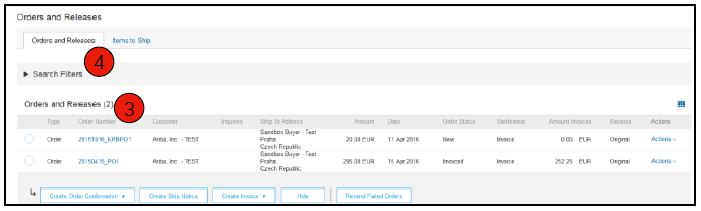 Orders and Releases
Orders and Releases Items to Ship
4
▶ Search Filters
3
Orders and Releases (2)
Type Order Number Customer Inquiries Ship To Address Amount Date Order Status Settlement Amount Invoiced Revision Actions
Sandbox Buyer - Test
Order Ariba, Inc. - TEST Praha 20.00 EUR 17 Apr 2016 New Invoice 0.00 EUR Original Actions
Czech Republic
Sandbox Buyer - Test
Order 20150415_PO1 Ariba, Inc. - TEST Praha 295.00 EUR 15 Apr 2016 Invoiced Invoice 252.25 EUR Original Actions
Czech Republic
Create Order Confirmation ▼ Create Ship Notice Create Invoice ▼ Hide Resend Failed Orders